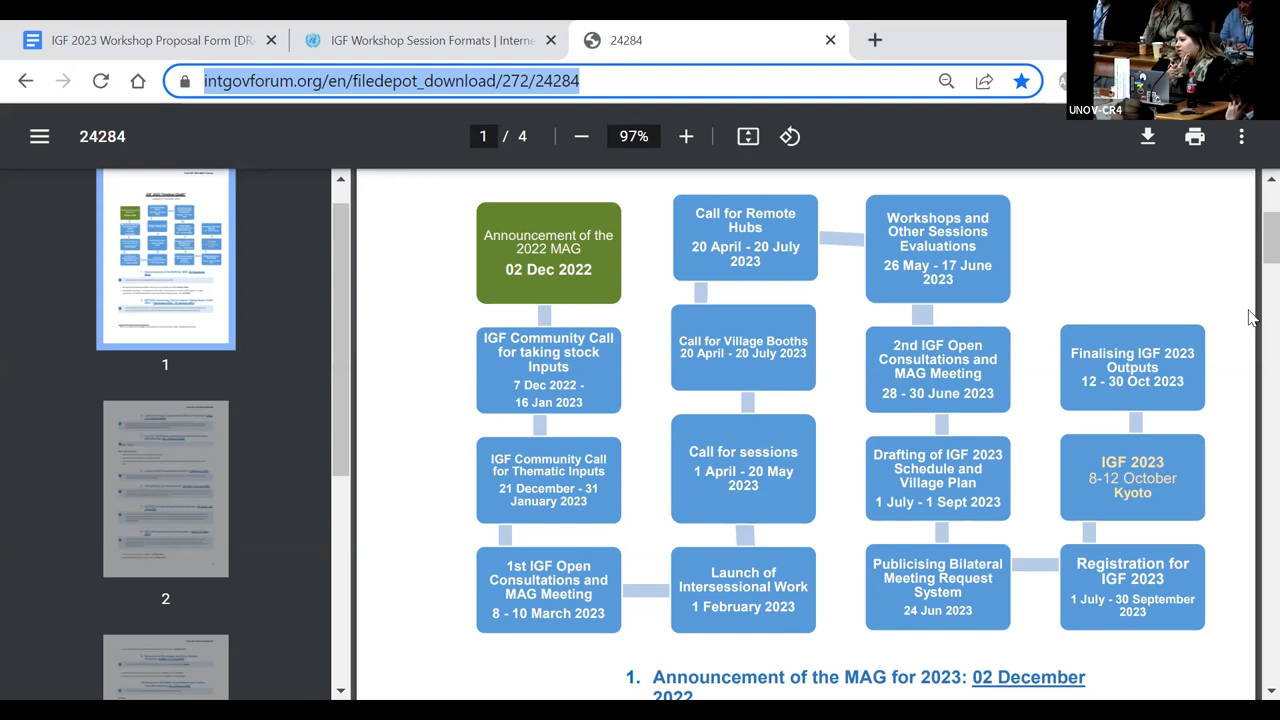 IGF 2023 Workshop Proposal Form [DR
IGF Workshop Session Formats | Intern
24284
intgovforum.org/en/filedepot_download/272/24284
UNOV-CR4
24284
1 / 4
97%
1
2
Announcement of the
2022 MAG
02 Dec 2022
IGF Community Call
for taking stock
Inputs
7 Dec 2022 -
16 Jan 2023
IGF Community Call
for Thematic Inputs
21 December - 31
January 2023
1st IGF Open
Consultations and
MAG Meeting
8 - 10 March 2023
Call for Remote
Hubs
20 April - 20 July
2023
Call for Village Booths
20 April - 20 July 2023
Call for sessions
1 April - 20 May
2023
Launch of
Intersessional Work
1 February 2023
Workshops and
Other Sessions
Evaluations
26 May - 17 June
2023
2nd IGF Open
Consultations and
MAG Meeting
28 - 30 June 2023
Drafting of IGF 2023
Schedule and
Village Plan
1 July - 1 Sept 2023
Publicising Bilateral
Meeting Request
System
24 Jun 2023
Finalising IGF 2023
Outputs
12 - 30 Oct 2023
IGF 2023
8-12 October
Kyoto
Registration for
IGF 2023
1 July - 30 September
2023
1. Announcement of the MAG for 2023: 02 December
2022